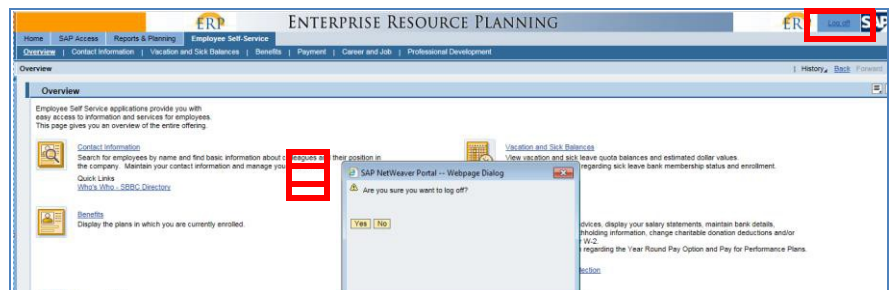 ERP ENTERPRISE RESOURCE PLANNING ERP Log off SAP
Home SAP Access Reports & Planning Employee Self-Service
Overview | Contact Information | Vacation and Sick Balances | Benefits | Payment | Career and Job | Professional Development
Overview | History Back Forward
Overview
Employee Self Service applications provide you with
easy access to information and services for employees.
This page gives you an overview of the entire offering.
Contact Information
Search for employees by name and find basic information about colleagues and their position in
the company. Maintain your contact information and manage you
Quick Links
Who's Who - SBBC Directory
Vacation and Sick Balances
View vacation and sick leave quota balances and estimated dollar values.
regarding sick leave bank membership status and enrollment.
SAP NetWeaver Portal -- Webpage Dialog
Are you sure you want to log off?
Yes No
Benefits
Display the plans in which you are currently enrolled.
dvices, display your salary statements, maintain bank details,
hholding information, change charitable donation deductions and/or
W-2.
regarding the Year Round Pay Option and Pay for Performance Plans.
lection